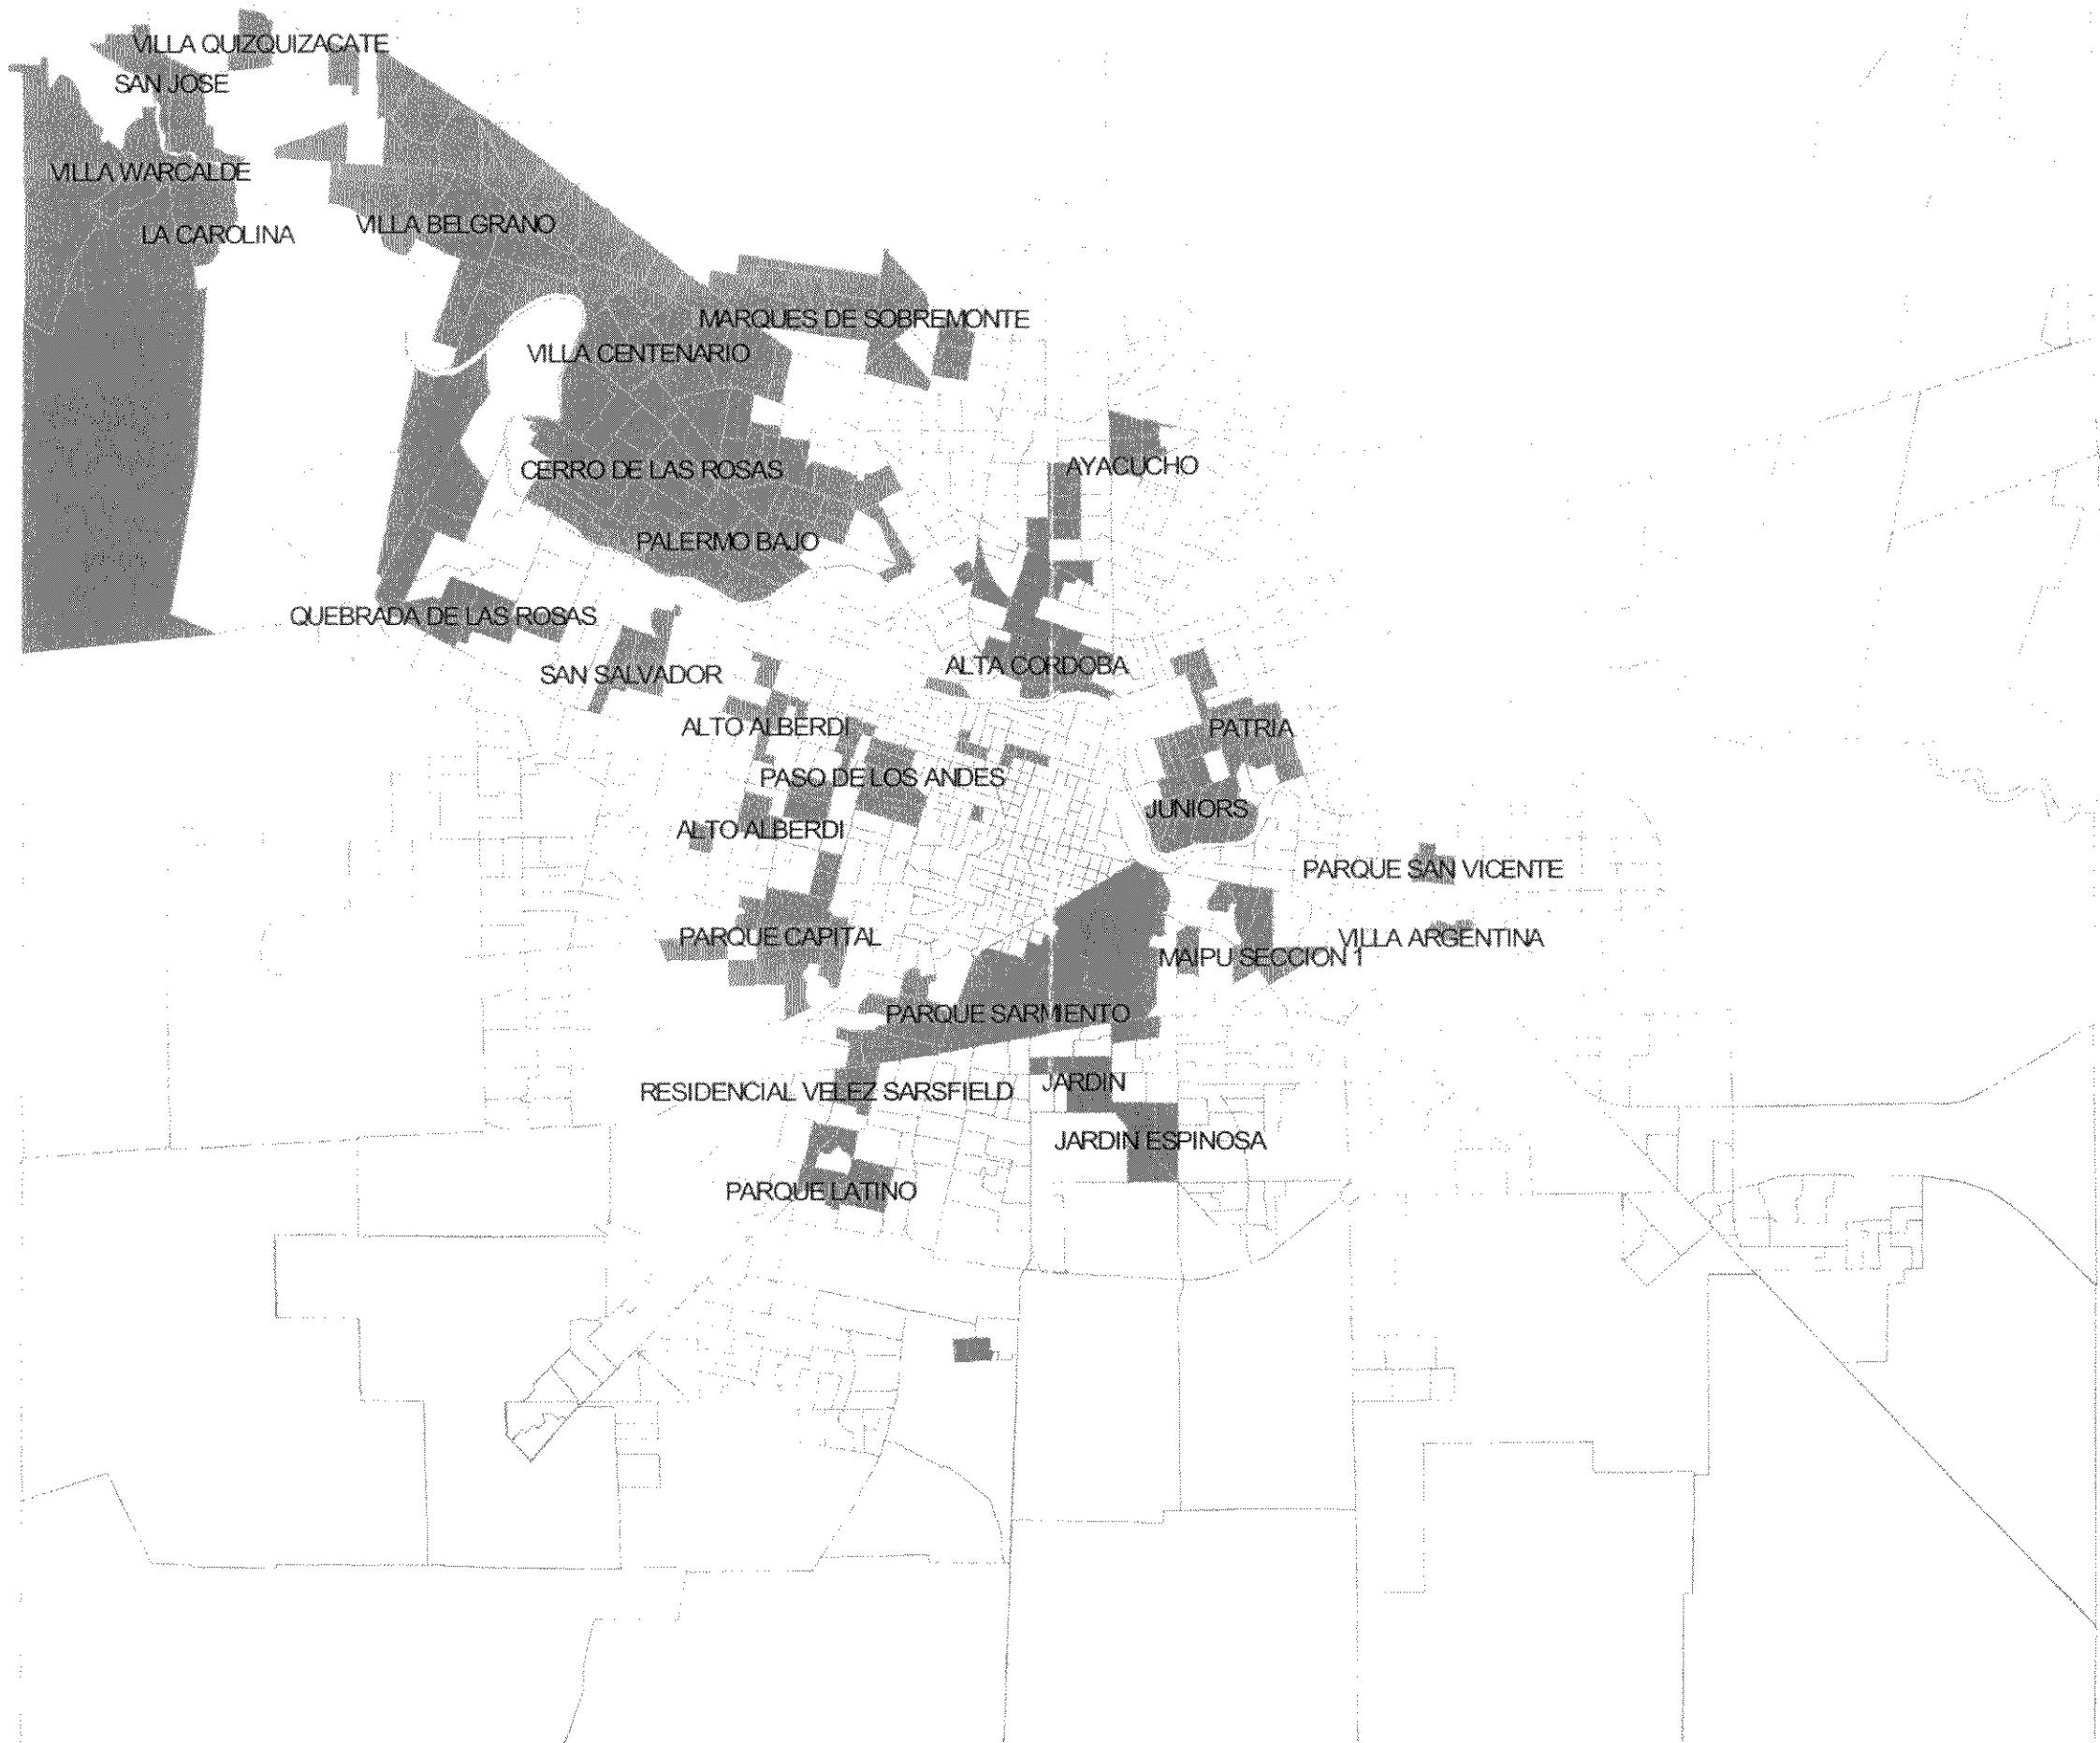 VILLA QUIZQUIZACATE
SAN JOSE
VILLA WARCALDE
VILLA BELGRANO
LA CAROLINA
MARQUES DE SOBREMONTE
VILLA CENTENARIO
AYACUCHO
CERRO DE LAS ROSAS
PALERMO BAJO
QUEBRADA DE LAS ROSAS
ALTA CORDOBA
SAN SALVADOR
ALTO ALBERDI
PATRIA
PASO DE LOS ANDES
JUNIORS
ALTO ALBERDI
PARQUE SAN VICENTE
PARQUE CAPITAL
VILLA ARGENTINA
MAIPU SECCION 1
PARQUE SARMIENTO
JARDIN
RESIDENCIAL VELEZ SARSFIELD
JARDIN ESPINOSA
PARQUE LATINO